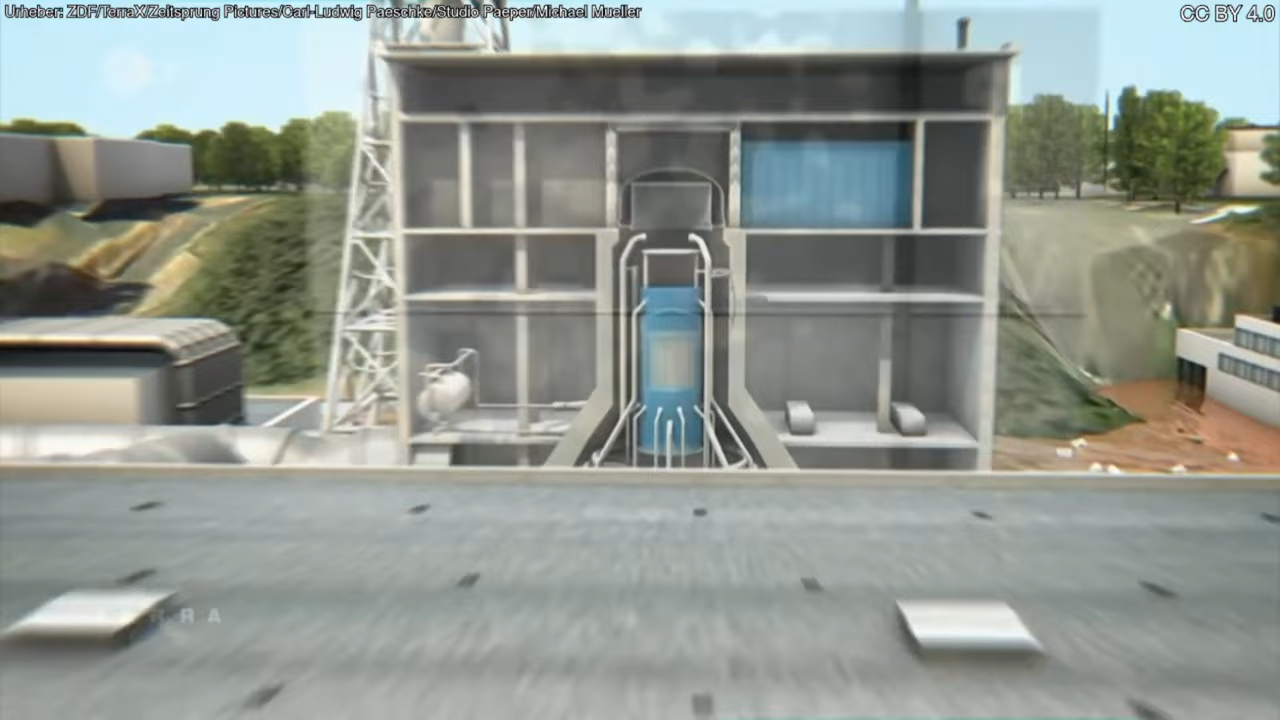 Urheber: ZDF/TerraX/Zeitsprung Pictures/Carl-Ludwig Paeschke/Studio Paeper/Michael Mueller
CC BY 4.0